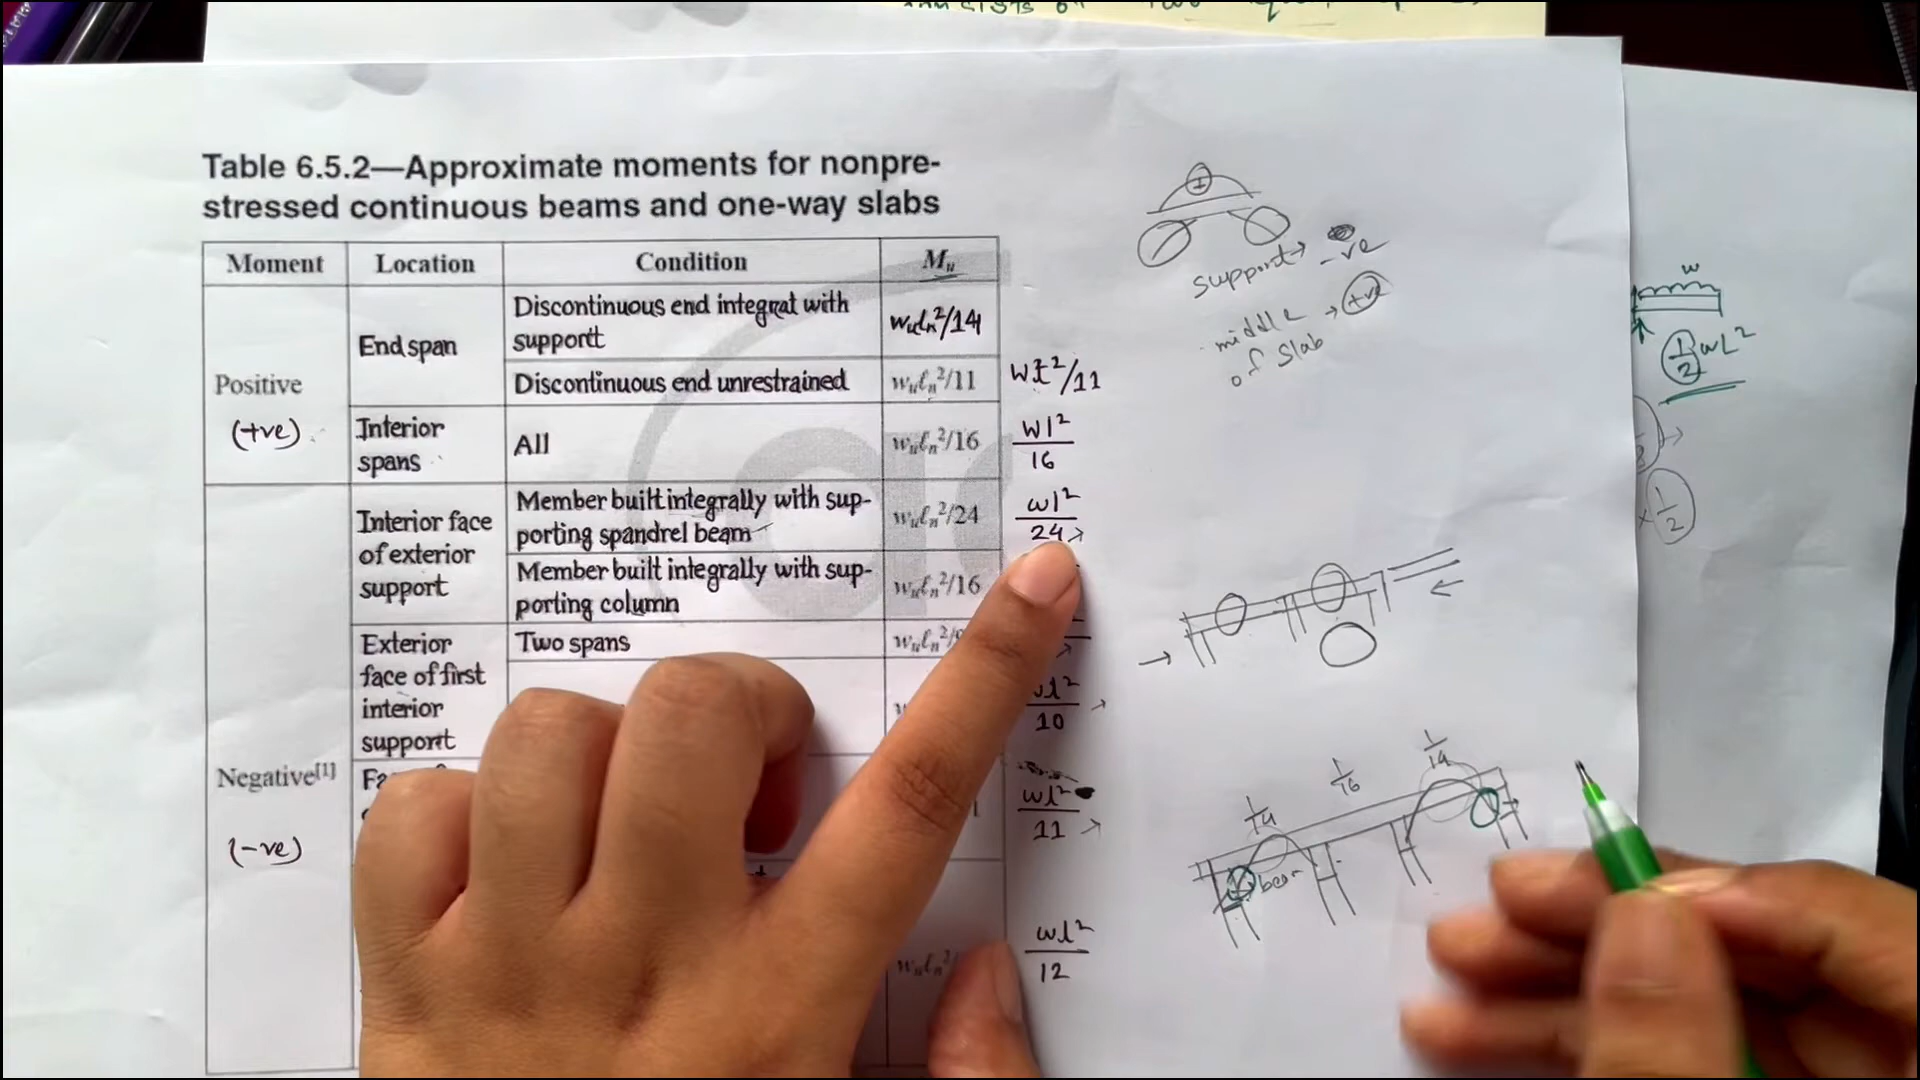 Table 6.5.2—Approximate moments for nonpre-
stressed continuous beams and one-way slabs
Moment Location Condition Mu
Positive
(+ve)
End span
Discontinuous end integrat with
supportt
wuℓn²/14
Discontinuous end unrestrained
wuℓn²/11
wl²/11
Interior
spans
All
wuℓn²/16
wl²
16
Negative[1]
(-ve)
Interior face
of exterior
support
Member built integrally with sup-
porting spandrel beam
wuℓn²/24
wl²
24
Member built integrally with sup-
porting column
wuℓn²/16
Exterior
face of first
interior
support
Two spans
wl²
10
wl²
11
wl²
12
+
support → -ve
middle → +ve
of slab
w
1/2 wL²
1/2
1/14
1/16
1/14
beam